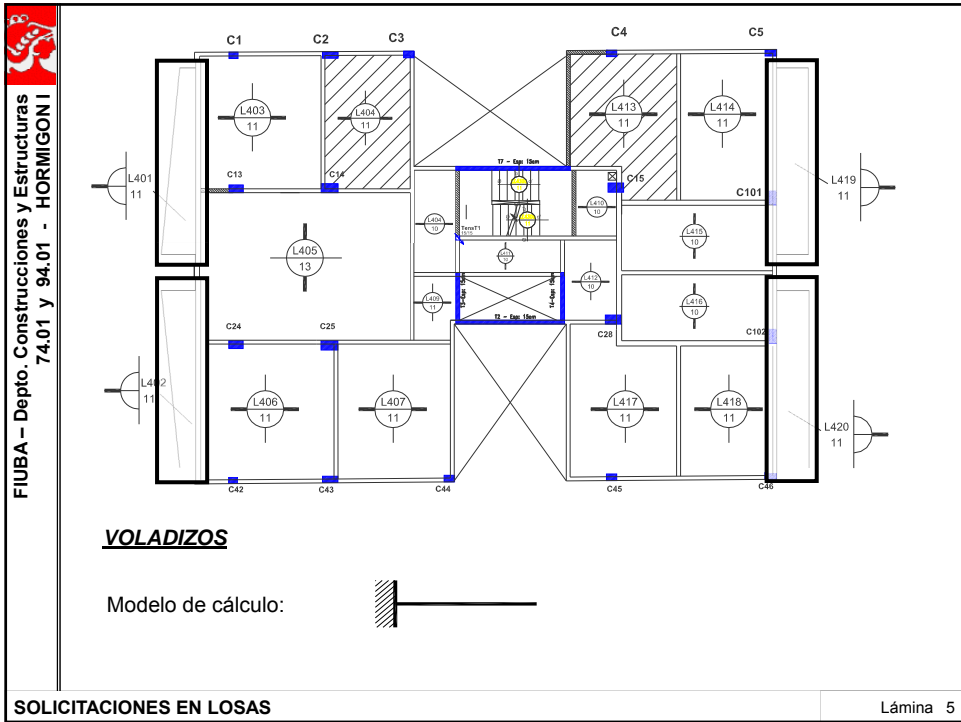 FIUBA – Depto. Construcciones y Estructuras
74.01 y 94.01 - HORMIGON I
C1
C2
C3
C4
C5
L403
11
L404
11
L413
11
L414
11
T7 - Esp: 15cm
L401
11
L419
11
C13
C14
C15
C101
L404
10
L410
10
TensT1
L415
10
L405
13
10
L412
10
L409
11
L416
10
T2 - Esp: 15cm
C24
C25
C28
C102
L402
11
L406
11
L407
11
L417
11
L418
11
L420
11
C42
C43
C44
C45
C46
VOLADIZOS
Modelo de cálculo:
SOLICITACIONES EN LOSAS
Lámina 5